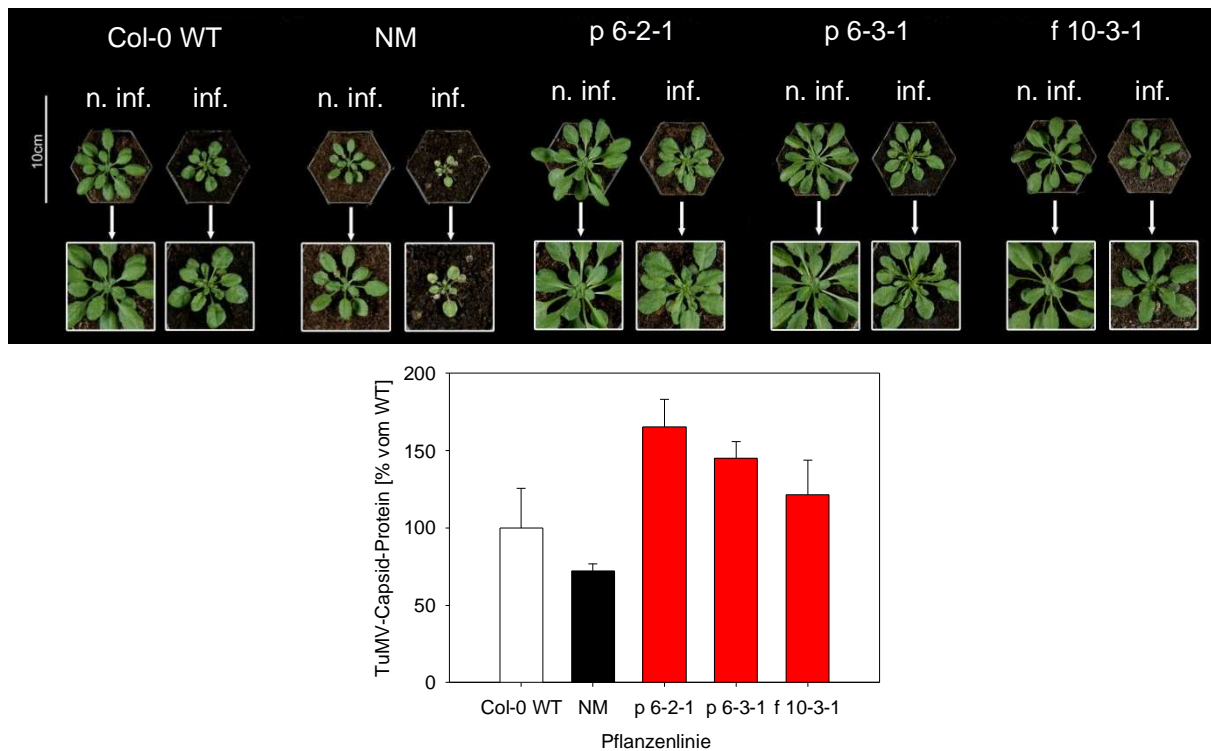 Col-0 WT NM p 6-2-1 p 6-3-1 f 10-3-1
n. inf. inf. n. inf. inf. n. inf. inf. n. inf. inf. n. inf. inf.
10cm
TuMV-Capsid-Protein [% vom WT]
200
150
100
50
0
Col-0 WT NM p 6-2-1 p 6-3-1 f 10-3-1
Pflanzenlinie